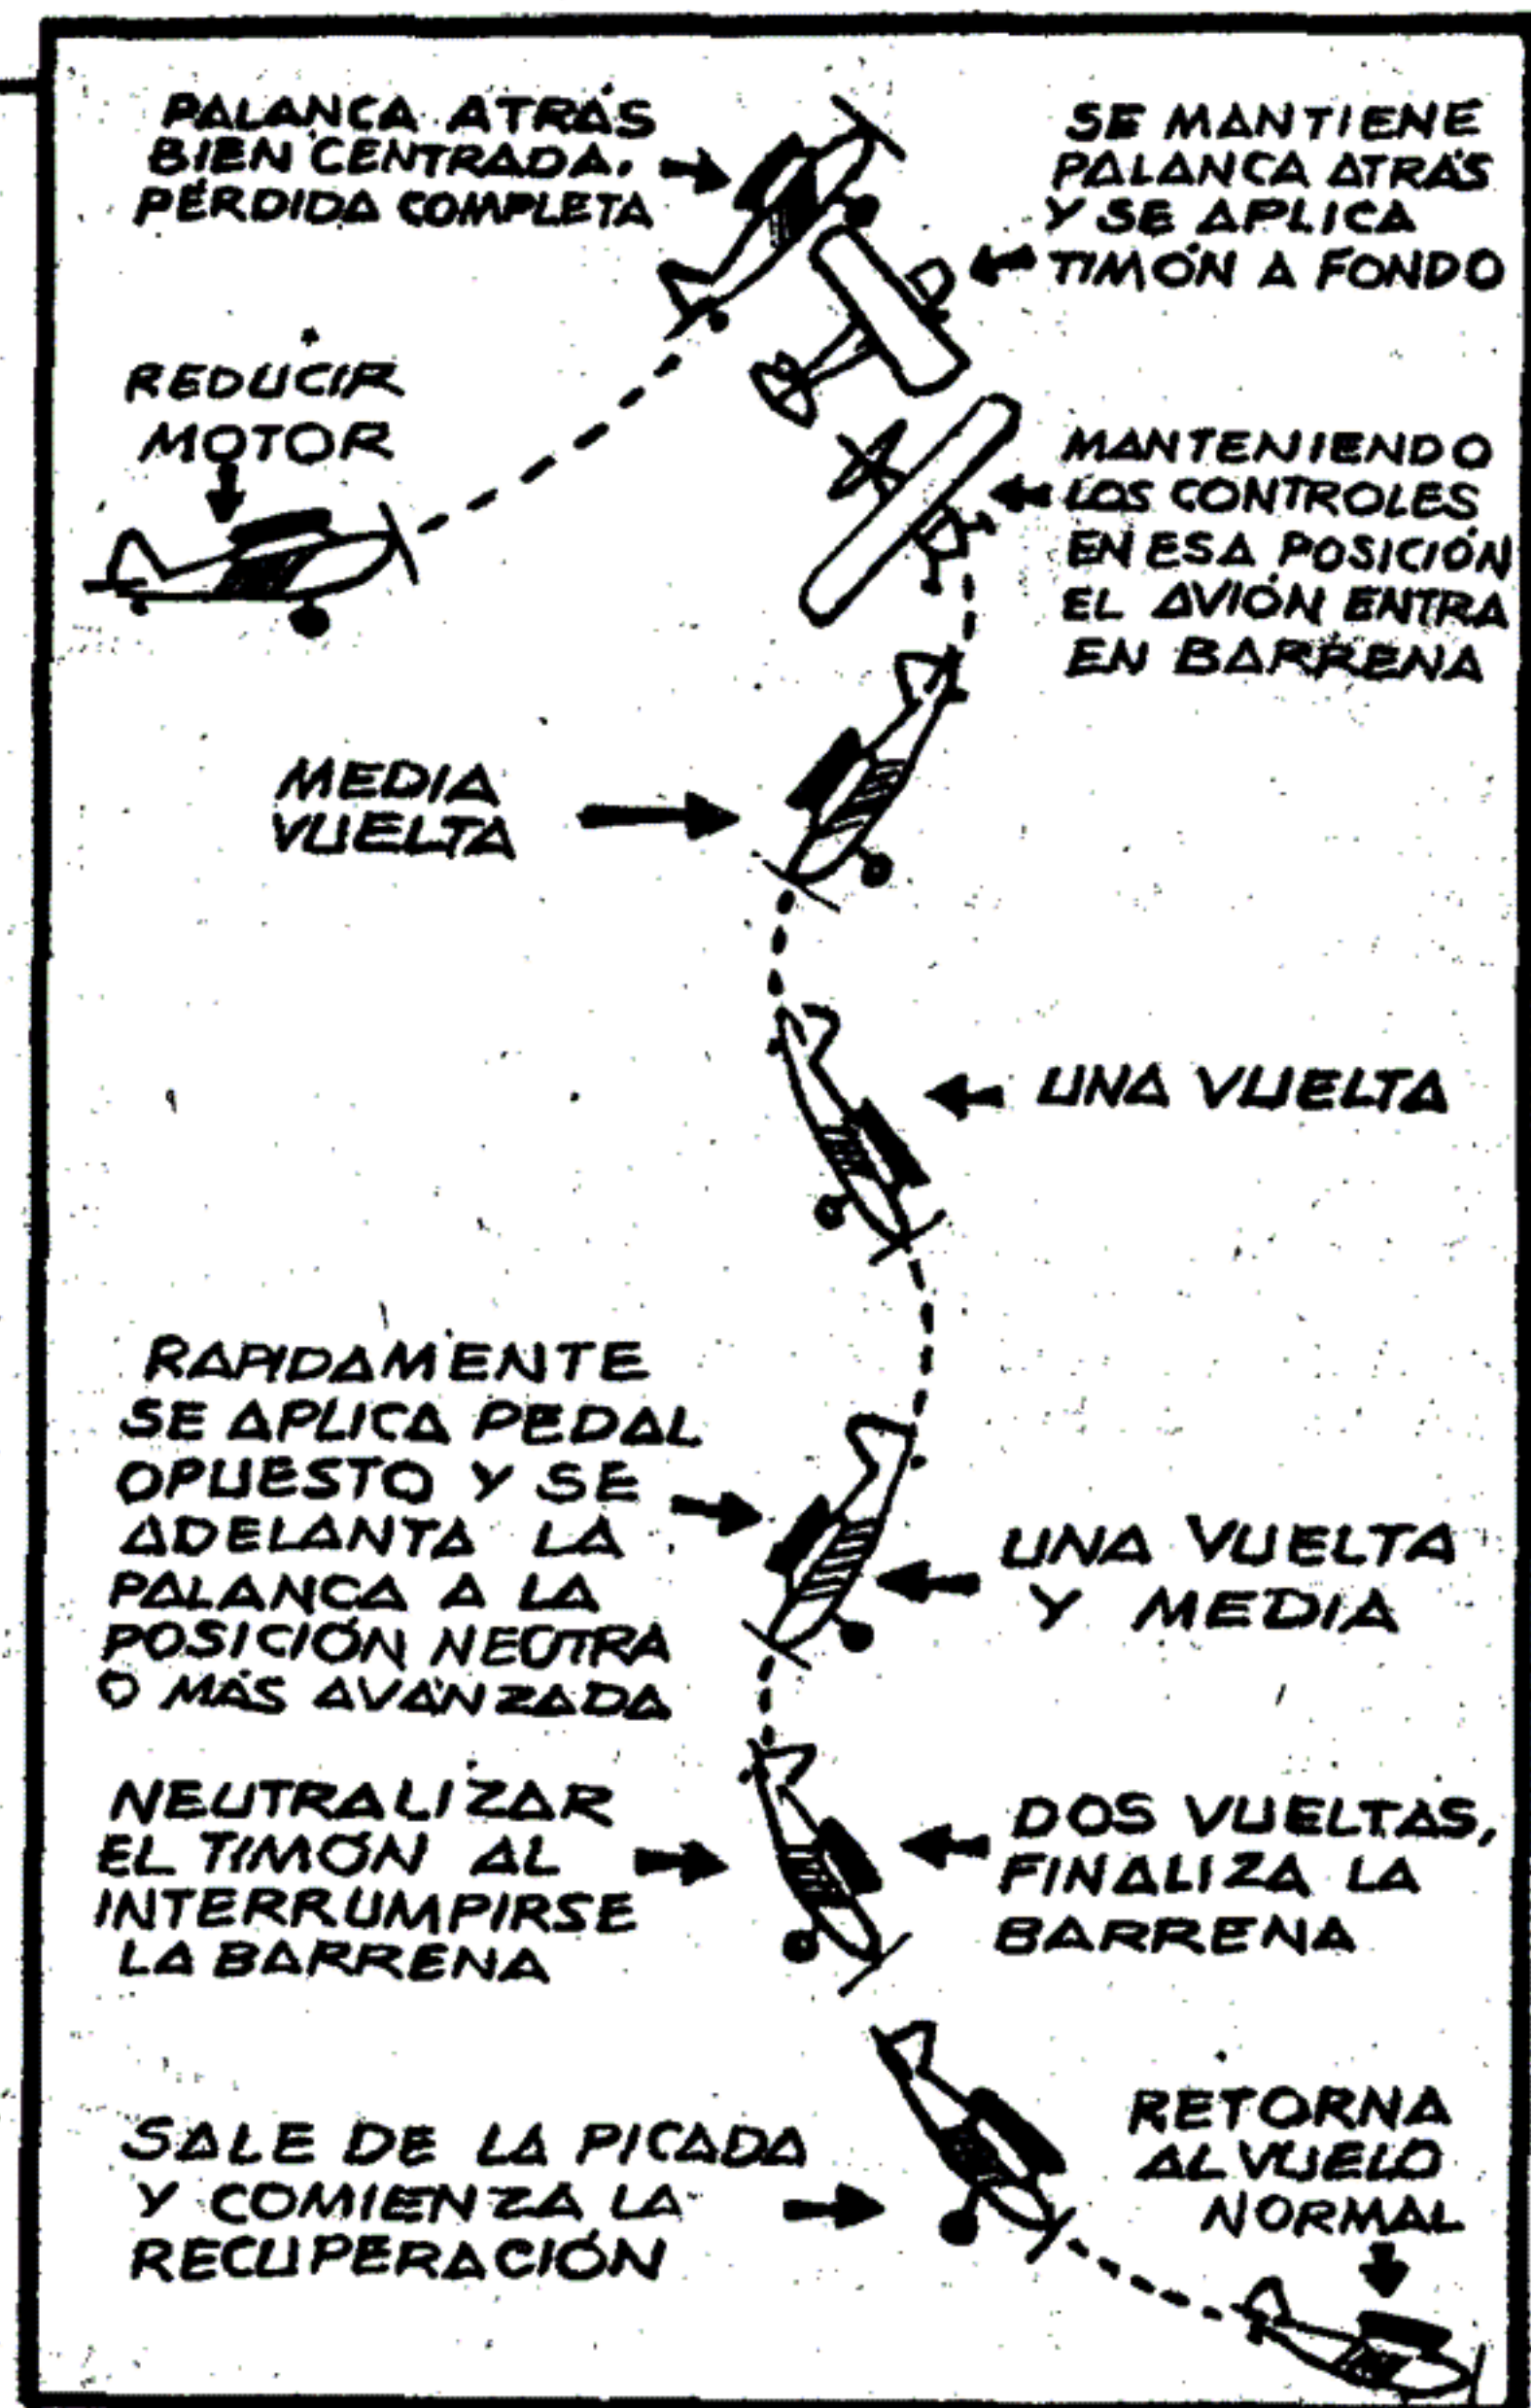 REDUCIR
MOTOR
PALANCA ATRÁS
BIEN CENTRADA.
PÉRDIDA COMPLETA
SE MANTIENE
PALANCA ATRÁS
Y SE APLICA
TIMÓN A FONDO
MANTENIENDO
LOS CONTROLES
EN ESA POSICIÓN
EL AVIÓN ENTRA
EN BARRENA
MEDIA
VUELTA
UNA VUELTA
RAPIDAMENTE
SE APLICA PEDAL
OPUESTO Y SE
ADELANTA LA
PALANCA A LA
POSICIÓN NEUTRA
O MÁS AVANZADA
UNA VUELTA
Y MEDIA
NEUTRALIZAR
EL TIMÓN AL
INTERRUMPIRSE
LA BARRENA
DOS VUELTAS,
FINALIZA LA
BARRENA
SALE DE LA PICADA
Y COMIENZA LA
RECUPERACIÓN
RETORNA
AL VUELO
NORMAL